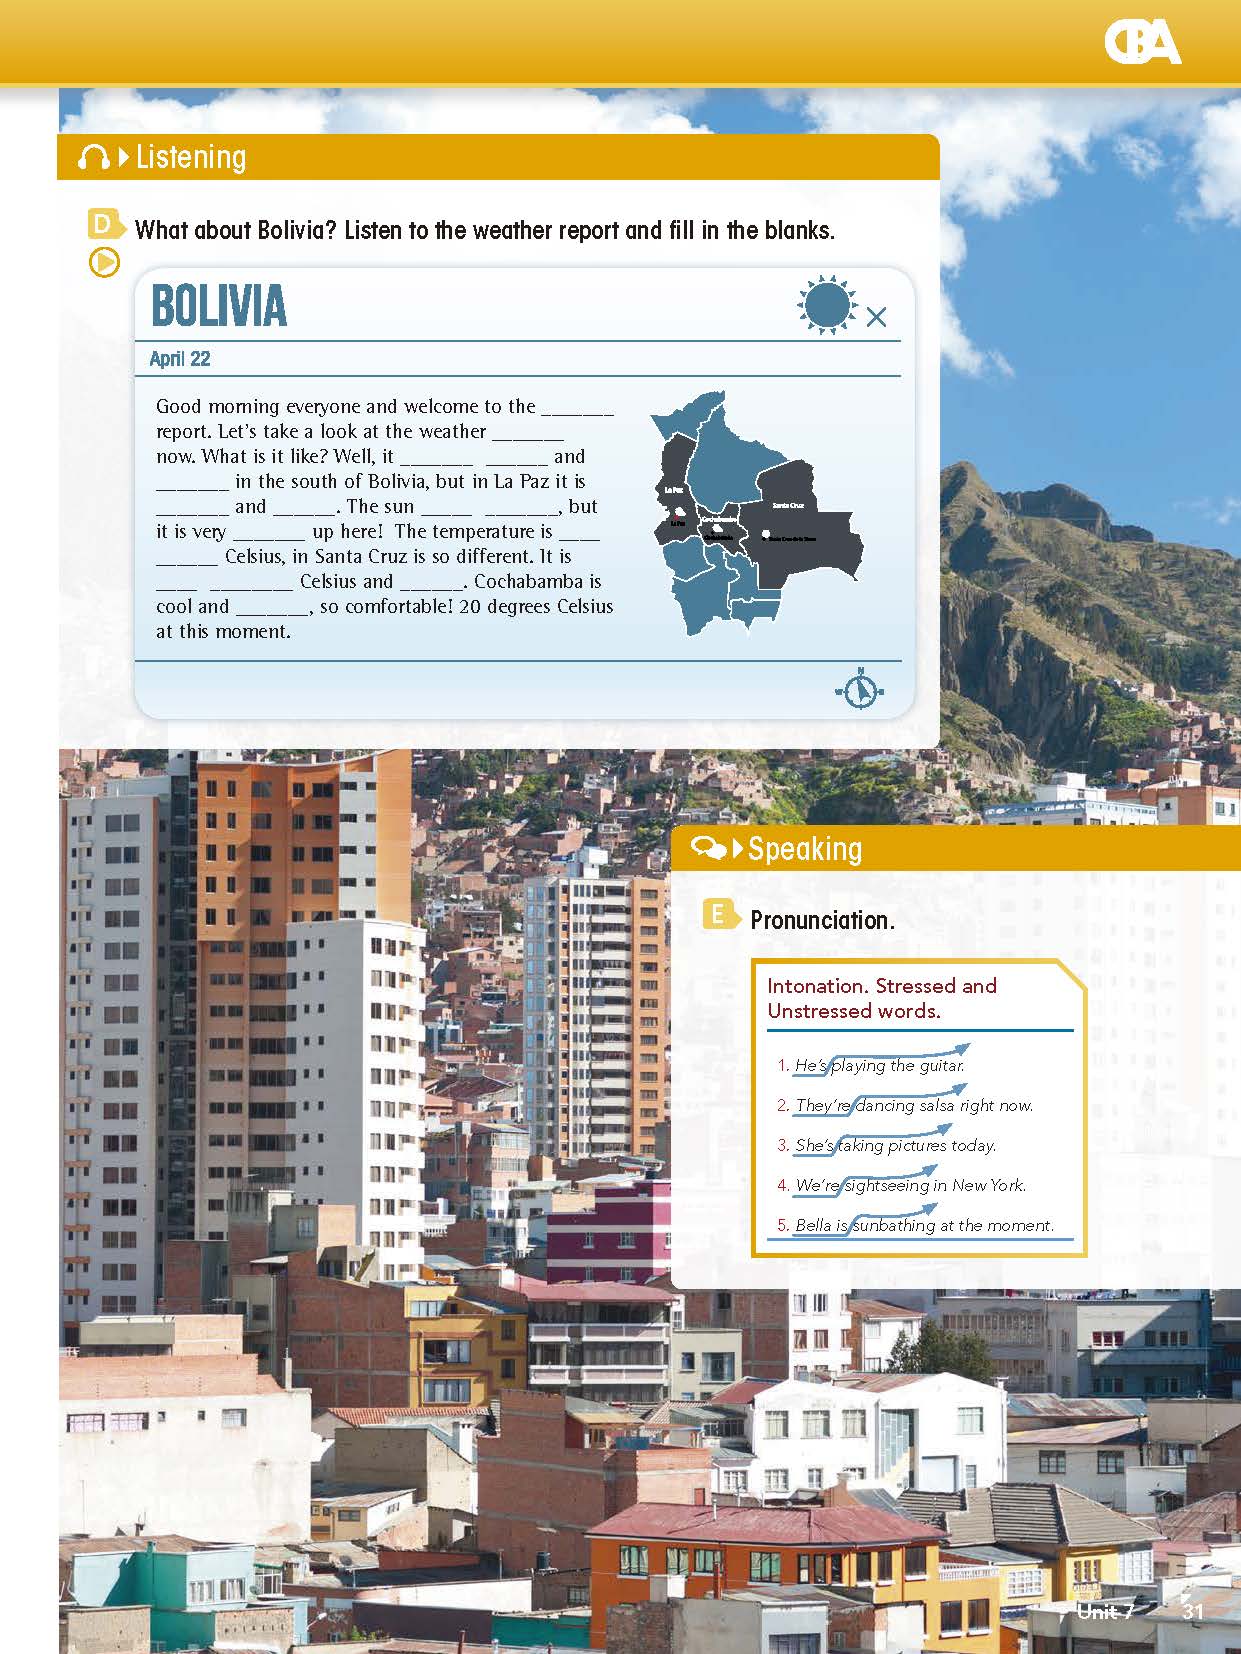 CBA
Listening
D What about Bolivia? Listen to the weather report and fill in the blanks.
BOLIVIA
April 22
Good morning everyone and welcome to the _______
report. Let's take a look at the weather _______
now. What is it like? Well, it _______ ______ and
_______ in the south of Bolivia, but in La Paz it is
_______ and ______. The sun _____ _______, but
it is very _______ up here! The temperature is ____
______ Celsius, in Santa Cruz is so different. It is
____ ________ Celsius and ______. Cochabamba is
cool and _______, so comfortable! 20 degrees Celsius
at this moment.
La Paz
La Paz
Cochabamba
Cochabamba
Santa Cruz
Santa Cruz de la Sierra
N
Speaking
E Pronunciation.
Intonation. Stressed and
Unstressed words.
1. He's playing the guitar.
2. They're dancing salsa right now.
3. She's taking pictures today.
4. We're sightseeing in New York.
5. Bella is sunbathing at the moment.
Unit 7 31